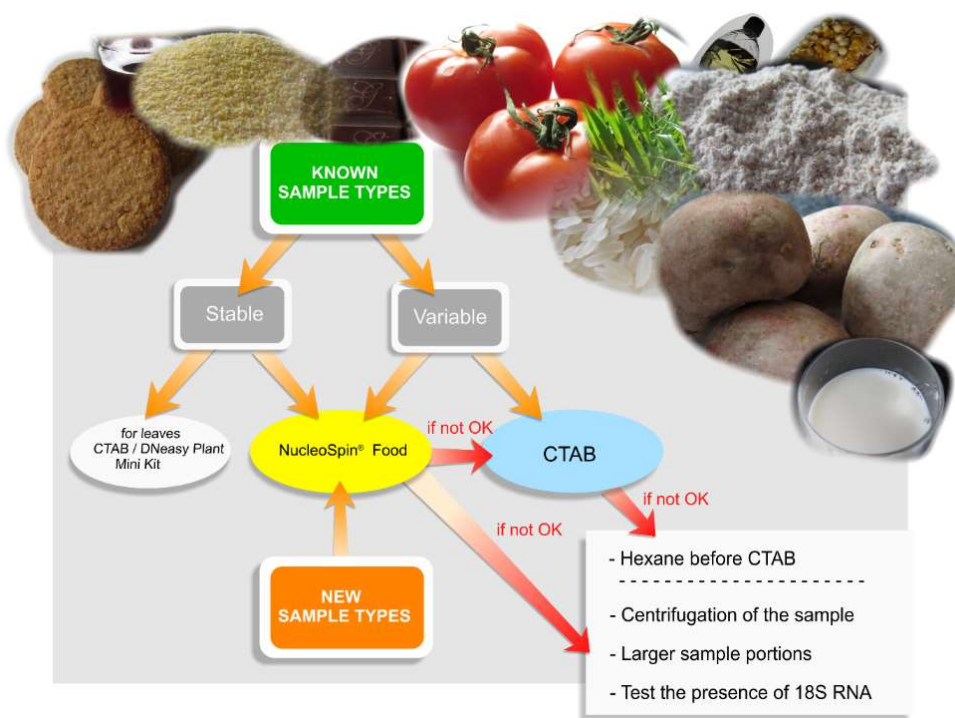 KNOWN
SAMPLE TYPES
Stable
Variable
for leaves
CTAB / DNeasy Plant
Mini Kit
NucleoSpin® Food
if not OK
CTAB
if not OK
if not OK
NEW
SAMPLE TYPES
- Hexane before CTAB
- - - - - - - - - - - - - - - - - - - - - - -
- Centrifugation of the sample
- Larger sample portions
- Test the presence of 18S RNA